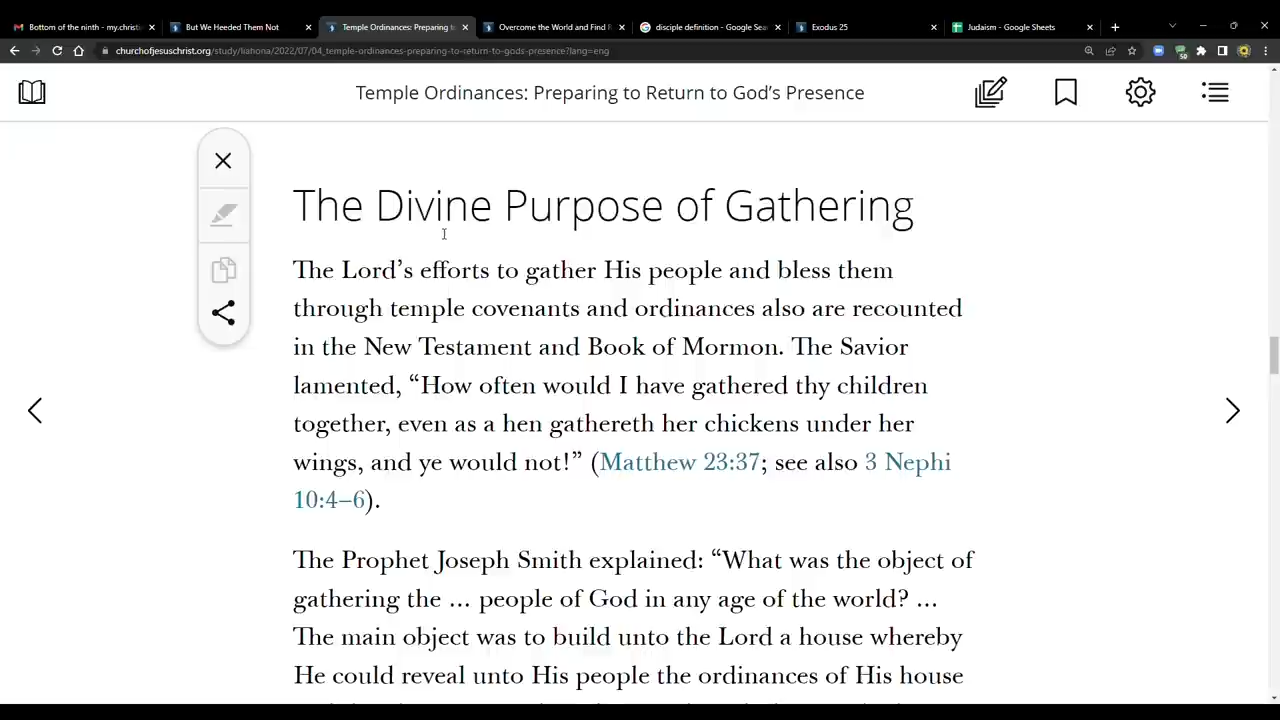 Bottom of the ninth - my.christi
But We Heeded Them Not
Temple Ordinances: Preparing to
Overcome the World and Find R
disciple definition - Google Sea
Exodus 25
Judaism - Google Sheets
churchofjesuschrist.org/study/liahona/2022/07/04_temple-ordinances-preparing-to-return-to-gods-presence?lang=eng
50
Temple Ordinances: Preparing to Return to God’s Presence
The Divine Purpose of Gathering
The Lord’s efforts to gather His people and bless them
through temple covenants and ordinances also are recounted
in the New Testament and Book of Mormon. The Savior
lamented, “How often would I have gathered thy children
together, even as a hen gathereth her chickens under her
wings, and ye would not!” (Matthew 23:37; see also 3 Nephi
10:4–6).
The Prophet Joseph Smith explained: “What was the object of
gathering the … people of God in any age of the world? …
The main object was to build unto the Lord a house whereby
He could reveal unto His people the ordinances of His house